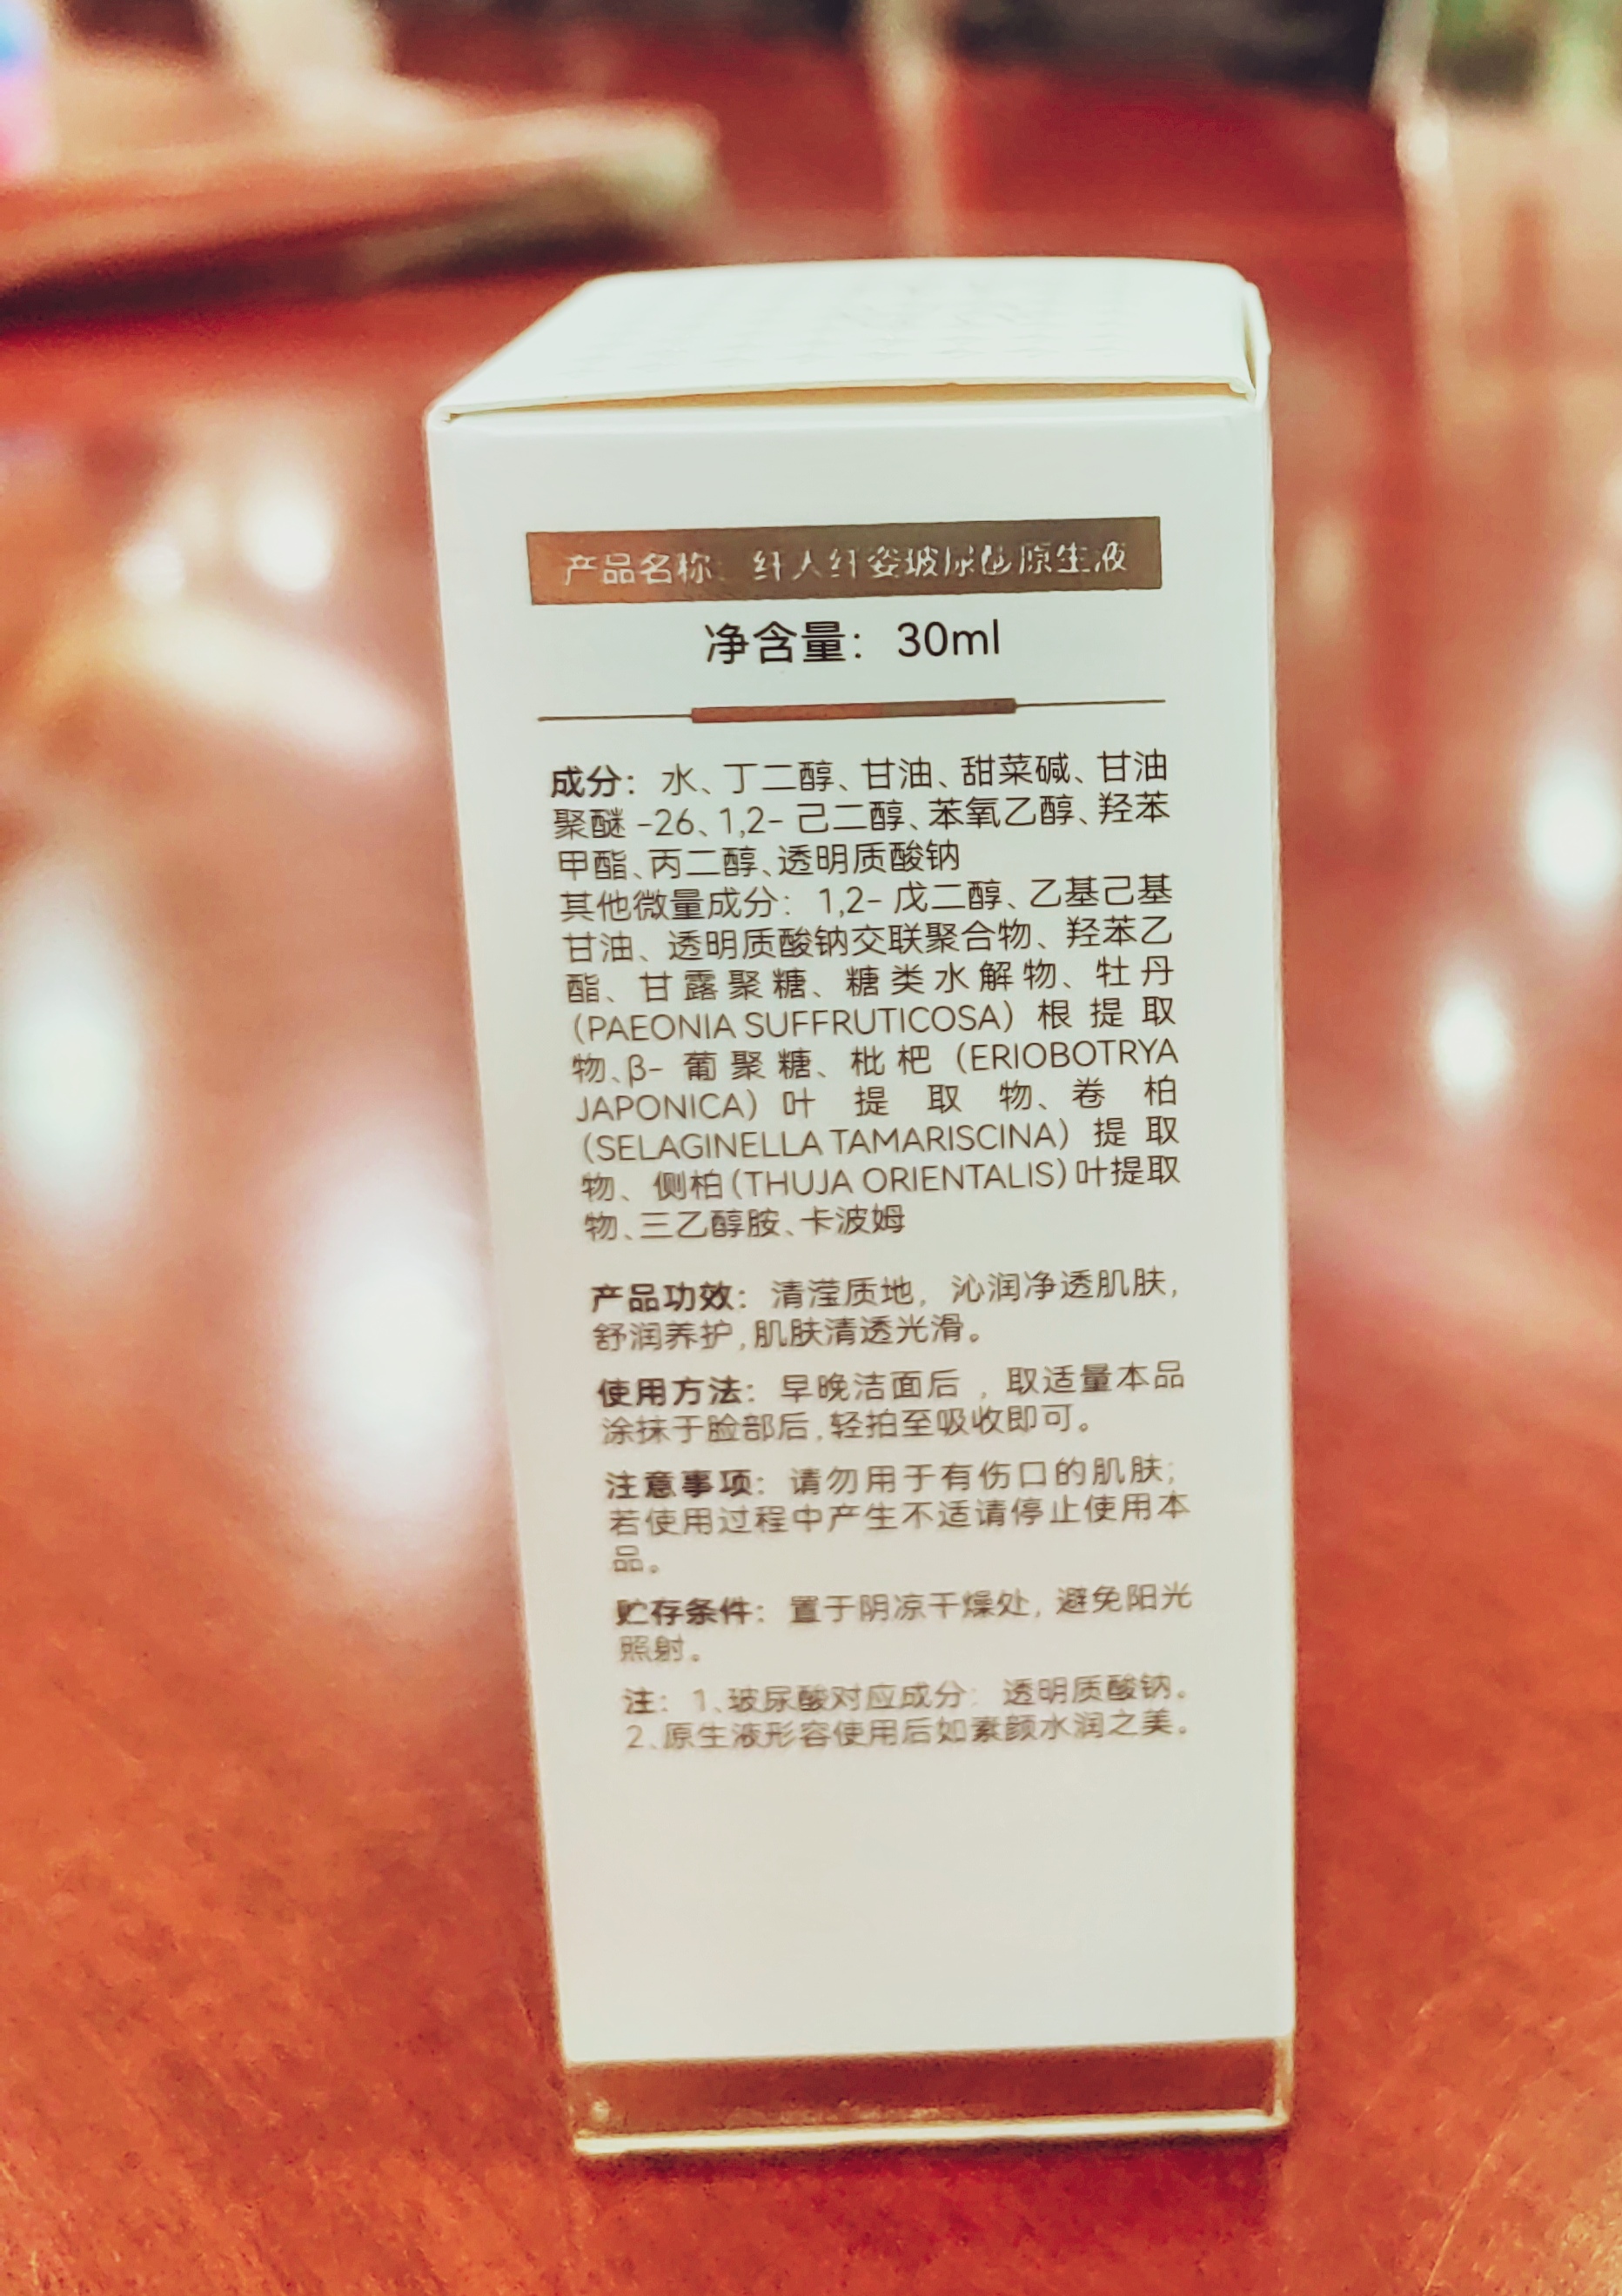 产品名称：纤人纤姿玻尿酸原生液
净含量：30ml
成分：水、丁二醇、甘油、甜菜碱、甘油
聚醚-26、1,2-己二醇、苯氧乙醇、羟苯
甲酯、丙二醇、透明质酸钠
其他微量成分：1,2-戊二醇、乙基己基
甘油、透明质酸钠交联聚合物、羟苯乙
酯、甘露聚糖、糖类水解物、牡丹
（PAEONIA SUFFRUTICOSA）根提取
物、β-葡聚糖、枇杷（ERIOBOTRYA
JAPONICA）叶提取物、卷柏
（SELAGINELLA TAMARISCINA）提取
物、侧柏（THUJA ORIENTALIS）叶提取
物、三乙醇胺、卡波姆
产品功效：清滢质地，沁润净透肌肤，
舒润养护，肌肤清透光滑。
使用方法：早晚洁面后，取适量本品
涂抹于脸部后，轻拍至吸收即可。
注意事项：请勿用于有伤口的肌肤；
若使用过程中产生不适请停止使用本
品。
贮存条件：置于阴凉干燥处，避免阳光
照射。
注：1、玻尿酸对应成分：透明质酸钠。
2、原生液形容使用后如素颜水润之美。